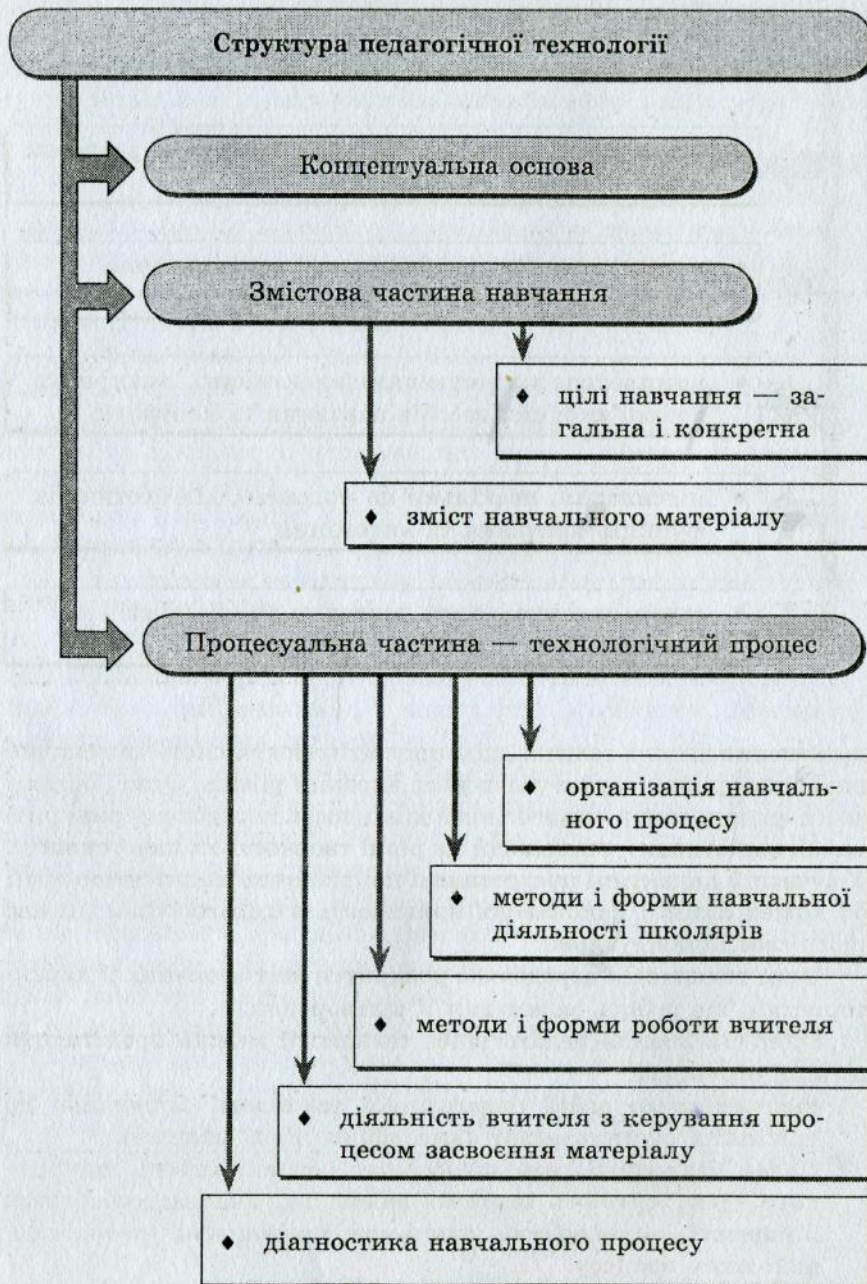 Структура педагогічної технології
Концептуальна основа
Змістова частина навчання
♦ цілі навчання — за-
гальна і конкретна
♦ зміст навчального матеріалу
Процесуальна частина — технологічний процес
♦ організація навчаль-
ного процесу
♦ методи і форми навчальної
діяльності школярів
♦ методи і форми роботи вчителя
♦ діяльність вчителя з керування про-
цесом засвоєння матеріалу
♦ діагностика навчального процесу